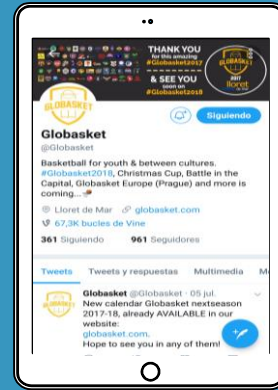 THANK YOU
for this amazing
#Globasket2017
& SEE YOU
soon on
#Globasket2018
2017
lloret
GLOBASKET
Siguiendo
Globasket
@Globasket
Basketball for youth & between cultures.
#Globasket2018, Christmas Cup, Battle in the
Capital, Globasket Europe (Prague) and more is
coming...
Lloret de Mar globasket.com
67,3K bucles de Vine
361 Siguiendo 961 Seguidores
Tweets Tweets y respuestas Multimedia M
GLOBASKET
Globasket @Globasket · 05 jul.
New calendar Globasket nextseason
2017-18, already AVAILABLE in our
website:
globasket.com.
Hope to see you in any of them!